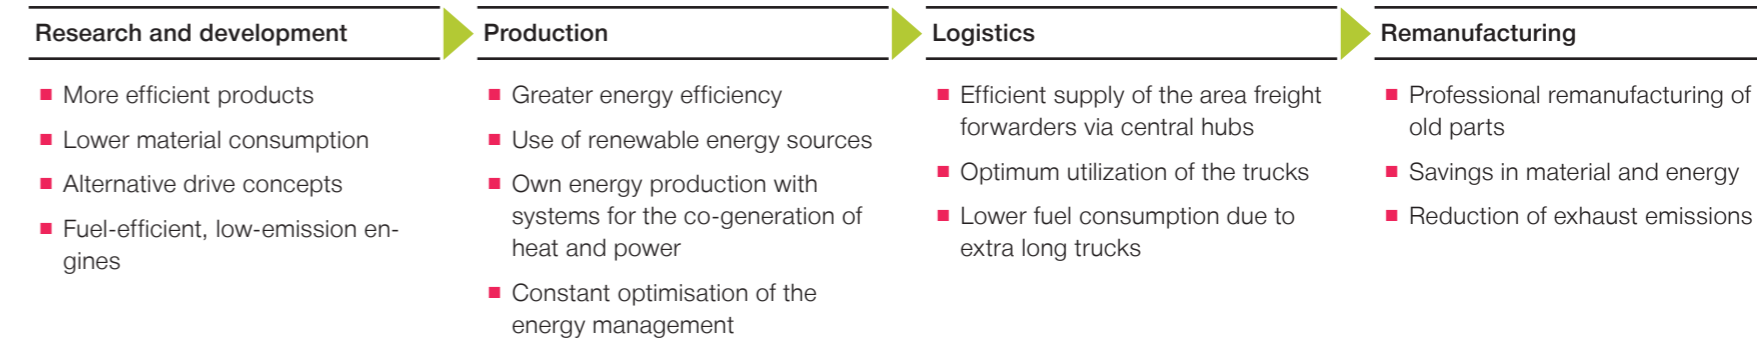 Research and development
More efficient products
Lower material consumption
Alternative drive concepts
Fuel-efficient, low-emission en-
gines
Production
Greater energy efficiency
Use of renewable energy sources
Own energy production with
systems for the co-generation of
heat and power
Constant optimisation of the
energy management
Logistics
Efficient supply of the area freight
forwarders via central hubs
Optimum utilization of the trucks
Lower fuel consumption due to
extra long trucks
Remanufacturing
Professional remanufacturing of
old parts
Savings in material and energy
Reduction of exhaust emissions